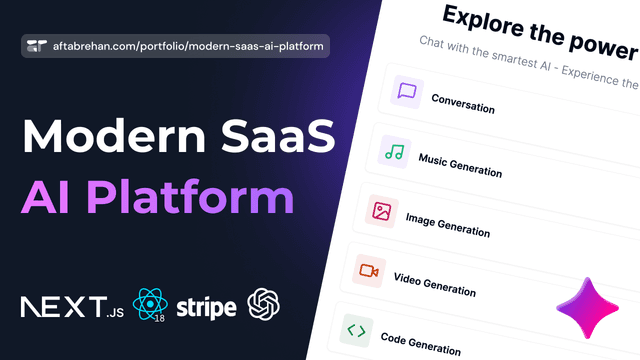 aftabrehan.com/portfolio/modern-saas-ai-platform
Modern SaaS
AI Platform
NEXT.JS
18
stripe
Explore the power
Chat with the smartest AI - Experience the
Conversation
Music Generation
Image Generation
Video Generation
Code Generation